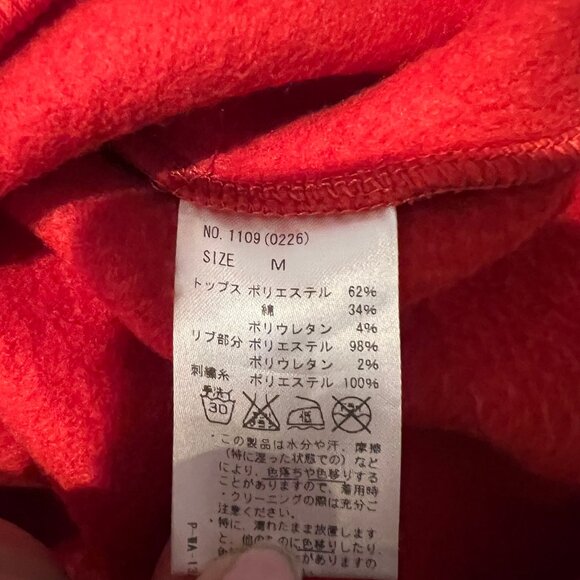 NO. 1109(0226)
SIZE M
トップス ポリエステル 62%
綿 34%
ポリウレタン 4%
リブ部分 ポリエステル 98%
ポリウレタン 2%
刺繍糸 ポリエステル 100%
手洗イ
30
・この製品は水分や汗、摩擦
(特に湿った状態での)など
により、色落ちや色移りする
ことがありますので、着用時
・クリーニングの際は充分ご
注意ください。
・特に、濡れたまま放置します
と、他のものに色移りしたり、
P-WA-1